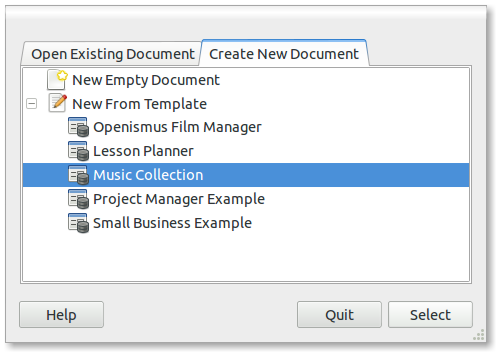 Open Existing Document
Create New Document
New Empty Document
New From Template
Openismus Film Manager
Lesson Planner
Music Collection
Project Manager Example
Small Business Example
Help
Quit
Select